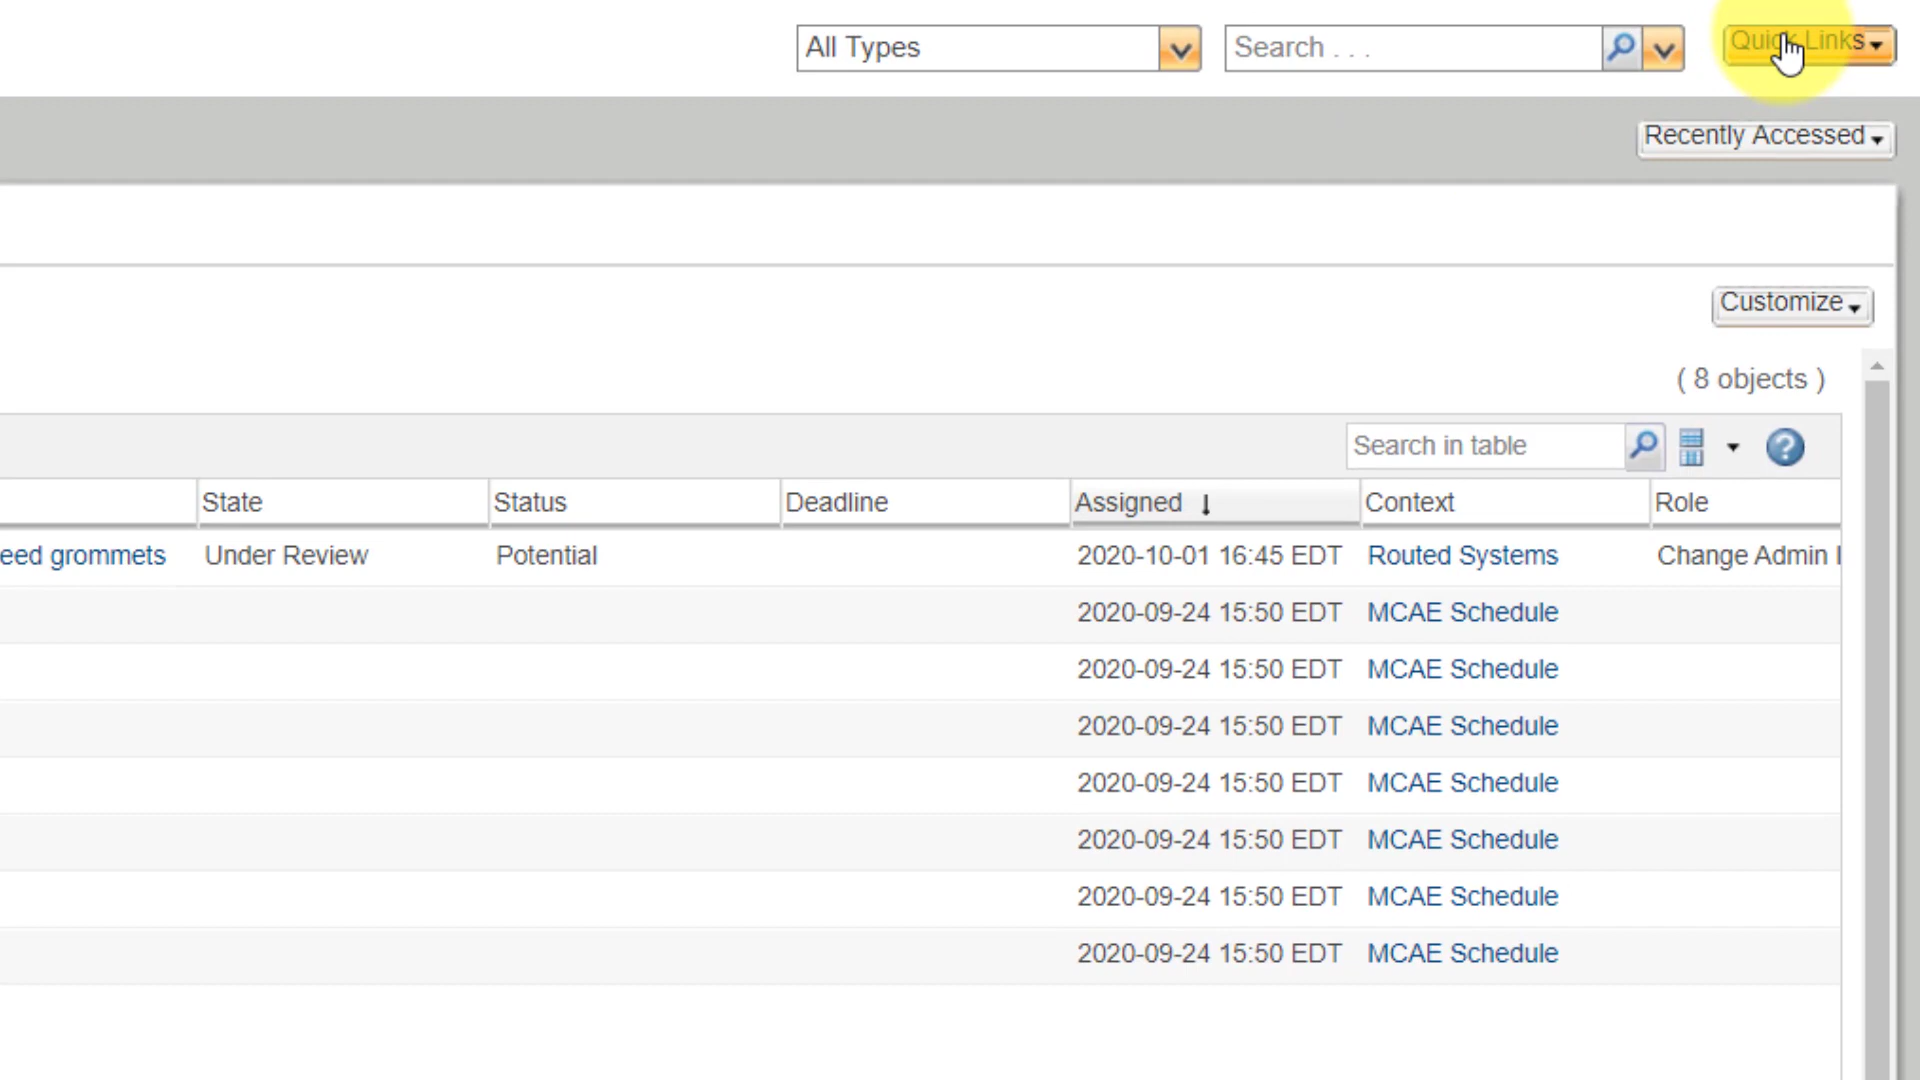 All Types Search . . . Quick Links
Recently Accessed
Customize
( 8 objects )
Search in table
State Status Deadline Assigned Context Role
eed grommets Under Review Potential 2020-10-01 16:45 EDT Routed Systems Change Admin
2020-09-24 15:50 EDT MCAE Schedule
2020-09-24 15:50 EDT MCAE Schedule
2020-09-24 15:50 EDT MCAE Schedule
2020-09-24 15:50 EDT MCAE Schedule
2020-09-24 15:50 EDT MCAE Schedule
2020-09-24 15:50 EDT MCAE Schedule
2020-09-24 15:50 EDT MCAE Schedule